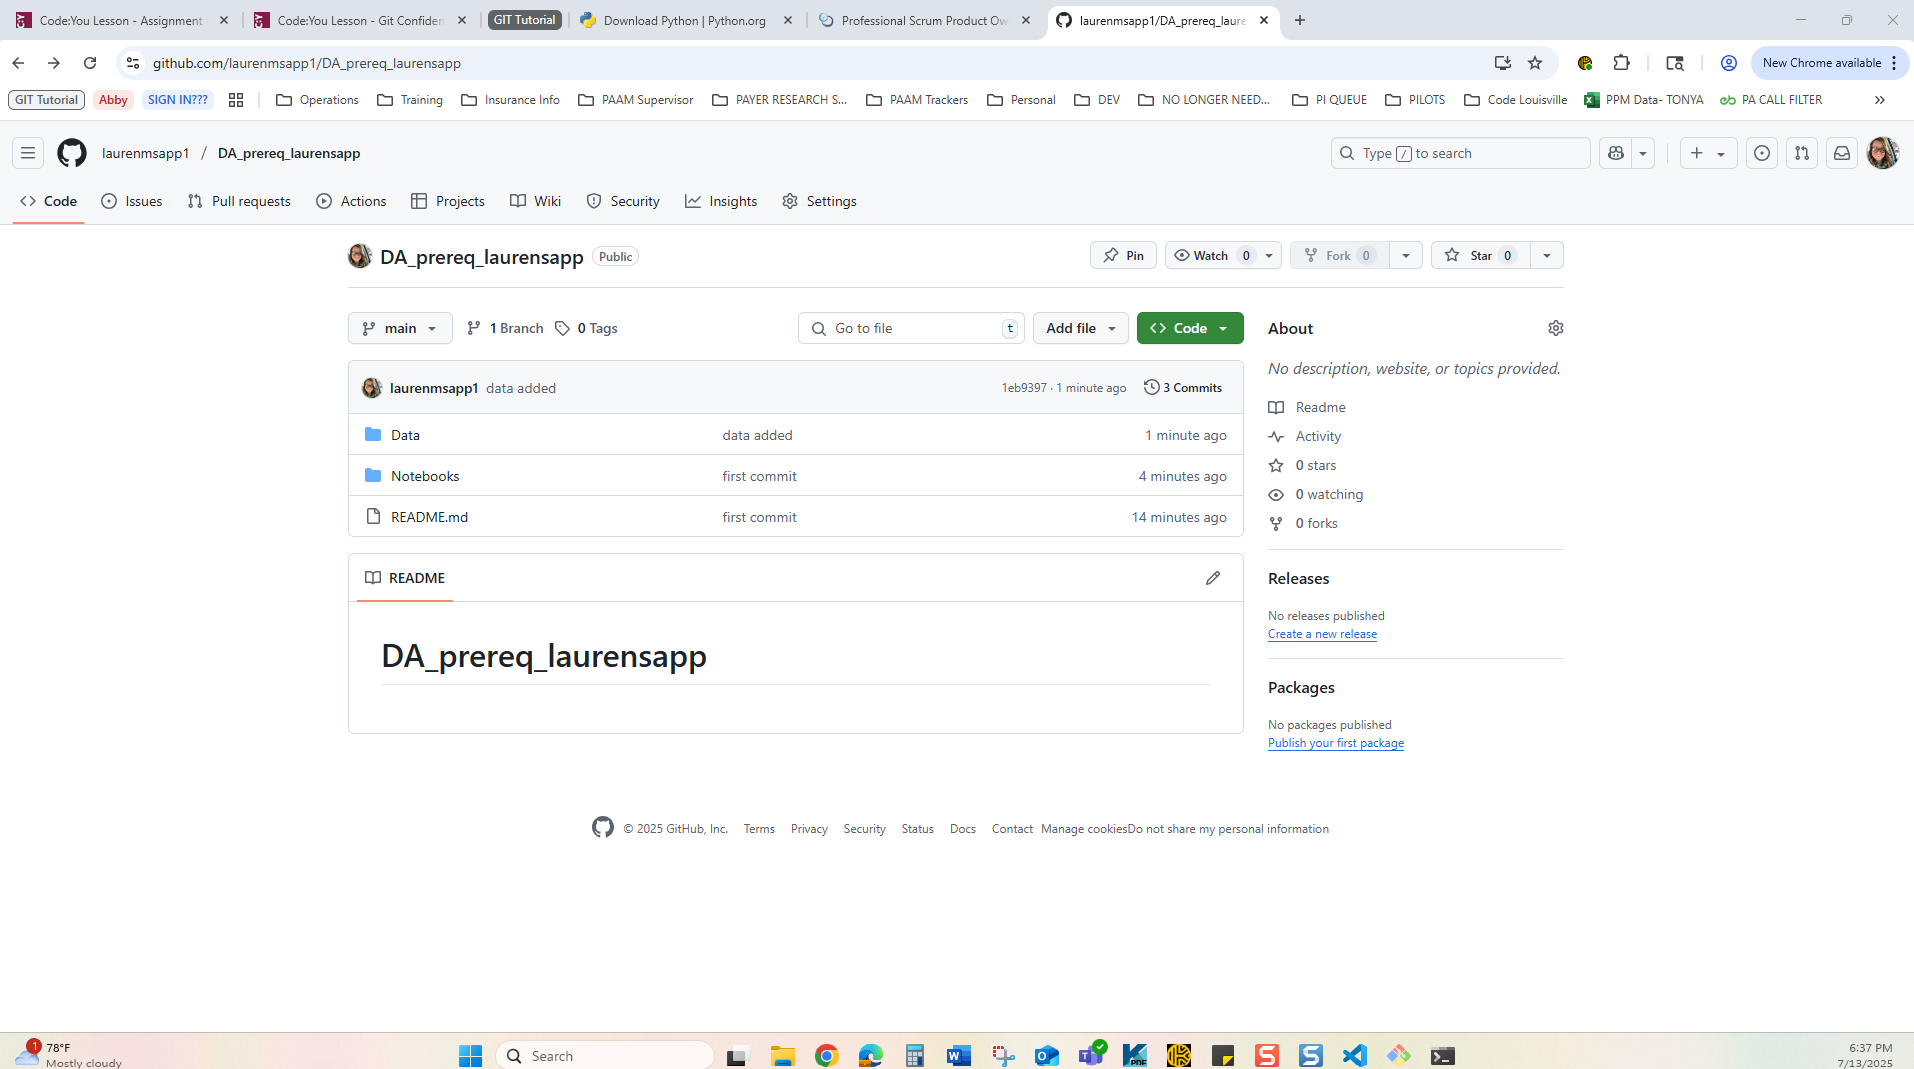 Code:You Lesson - Assignment
Code:You Lesson - Git Confiden
GIT Tutorial
Download Python | Python.org
Professional Scrum Product Ow
laurenmsapp1/DA_prereq_laure
github.com/laurenmsapp1/DA_prereq_laurensapp
New Chrome available
GIT Tutorial
Abby
SIGN IN???
Operations
Training
Insurance Info
PAAM Supervisor
PAYER RESEARCH S...
PAAM Trackers
Personal
DEV
NO LONGER NEED...
PI QUEUE
PILOTS
Code Louisville
PPM Data- TONYA
PA CALL FILTER
laurenmsapp1 / DA_prereq_laurensapp
Type / to search
Code
Issues
Pull requests
Actions
Projects
Wiki
Security
Insights
Settings
DA_prereq_laurensapp Public
Pin
Watch 0
Fork 0
Star 0
main
1 Branch
0 Tags
Go to file t
Add file
Code
laurenmsapp1 data added
1eb9397 · 1 minute ago
3 Commits
Data data added 1 minute ago
Notebooks first commit 4 minutes ago
README.md first commit 14 minutes ago
README
DA_prereq_laurensapp
About
No description, website, or topics provided.
Readme
Activity
0 stars
0 watching
0 forks
Releases
No releases published
Create a new release
Packages
No packages published
Publish your first package
© 2025 GitHub, Inc. Terms Privacy Security Status Docs Contact Manage cookies Do not share my personal information
1
78°F
Mostly cloudy
Search
6:37 PM
7/13/2025